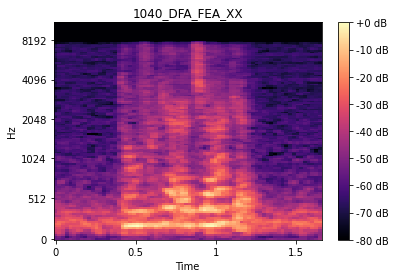 1040_DFA_FEA_XX
+0 dB
8192
-10 dB
4096
-20 dB
-30 dB
2048
Hz
-40 dB
1024
-50 dB
512
-60 dB
-70 dB
0
-80 dB
0
0.5
1
1.5
Time